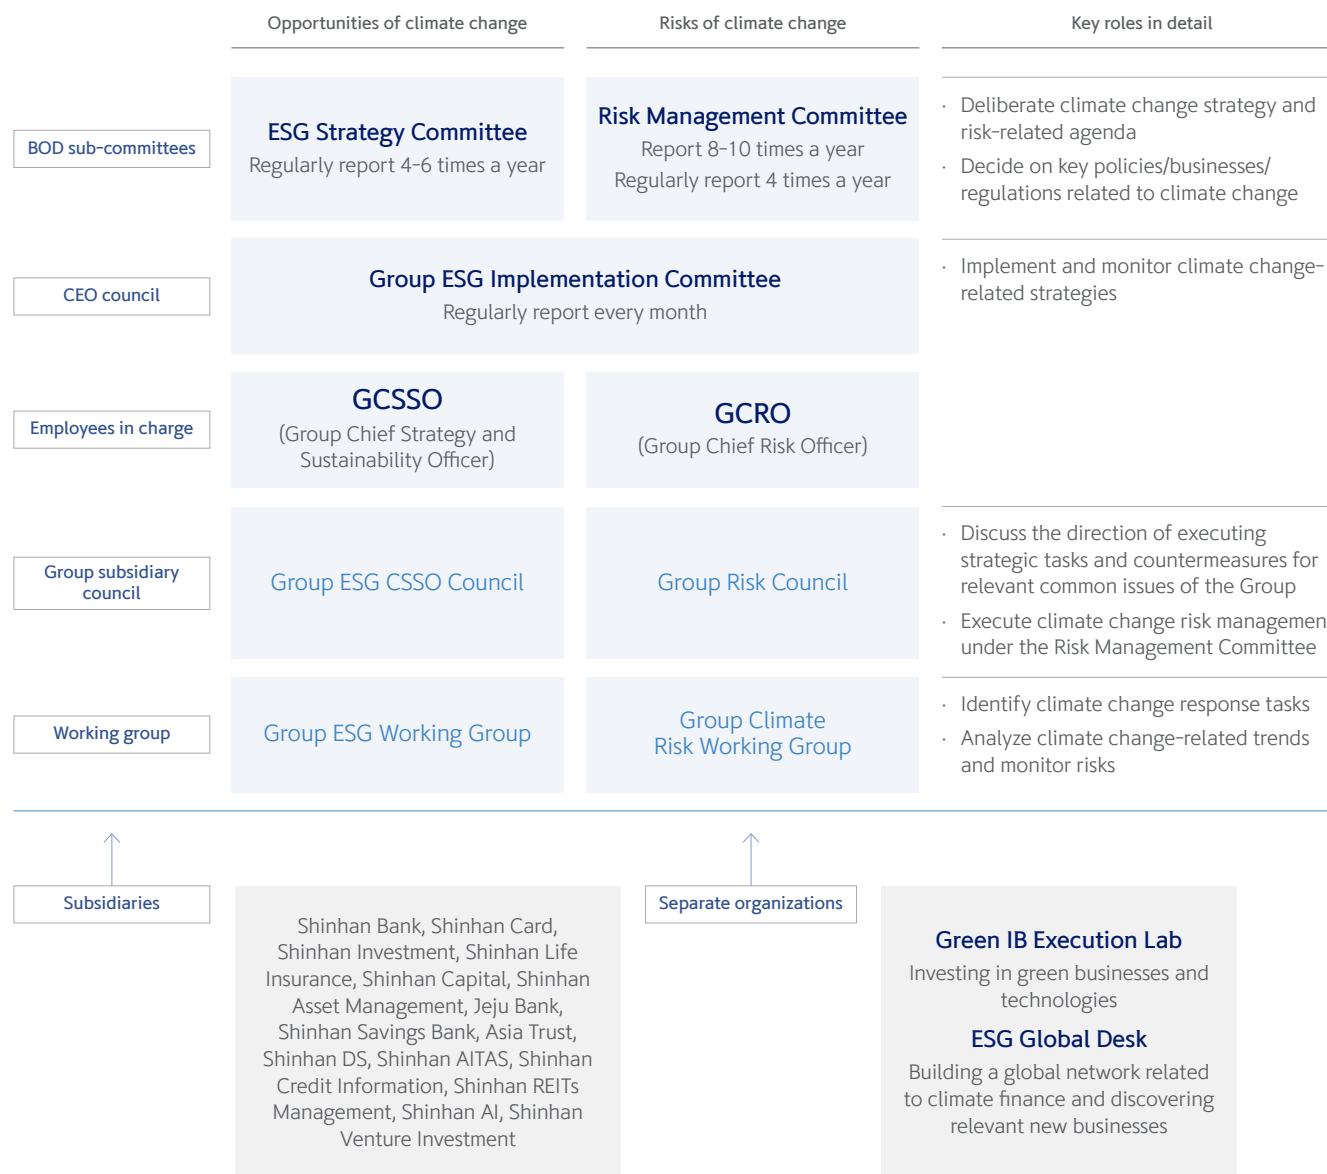 Opportunities of climate change
Risks of climate change
Key roles in detail
BOD sub-committees
ESG Strategy Committee
Regularly report 4-6 times a year
Risk Management Committee
Report 8-10 times a year
Regularly report 4 times a year
· Deliberate climate change strategy and
risk-related agenda
· Decide on key policies/businesses/
regulations related to climate change
CEO council
Group ESG Implementation Committee
Regularly report every month
· Implement and monitor climate change-
related strategies
Employees in charge
GCSSO
(Group Chief Strategy and
Sustainability Officer)
GCRO
(Group Chief Risk Officer)
Group subsidiary
council
Group ESG CSSO Council
Group Risk Council
· Discuss the direction of executing
strategic tasks and countermeasures for
relevant common issues of the Group
· Execute climate change risk managemen
under the Risk Management Committee
Working group
Group ESG Working Group
Group Climate
Risk Working Group
· Identify climate change response tasks
· Analyze climate change-related trends
and monitor risks
Subsidiaries
Shinhan Bank, Shinhan Card,
Shinhan Investment, Shinhan Life
Insurance, Shinhan Capital, Shinhan
Asset Management, Jeju Bank,
Shinhan Savings Bank, Asia Trust,
Shinhan DS, Shinhan AITAS, Shinhan
Credit Information, Shinhan REITs
Management, Shinhan AI, Shinhan
Venture Investment
Separate organizations
Green IB Execution Lab
Investing in green businesses and
technologies
ESG Global Desk
Building a global network related
to climate finance and discovering
relevant new businesses